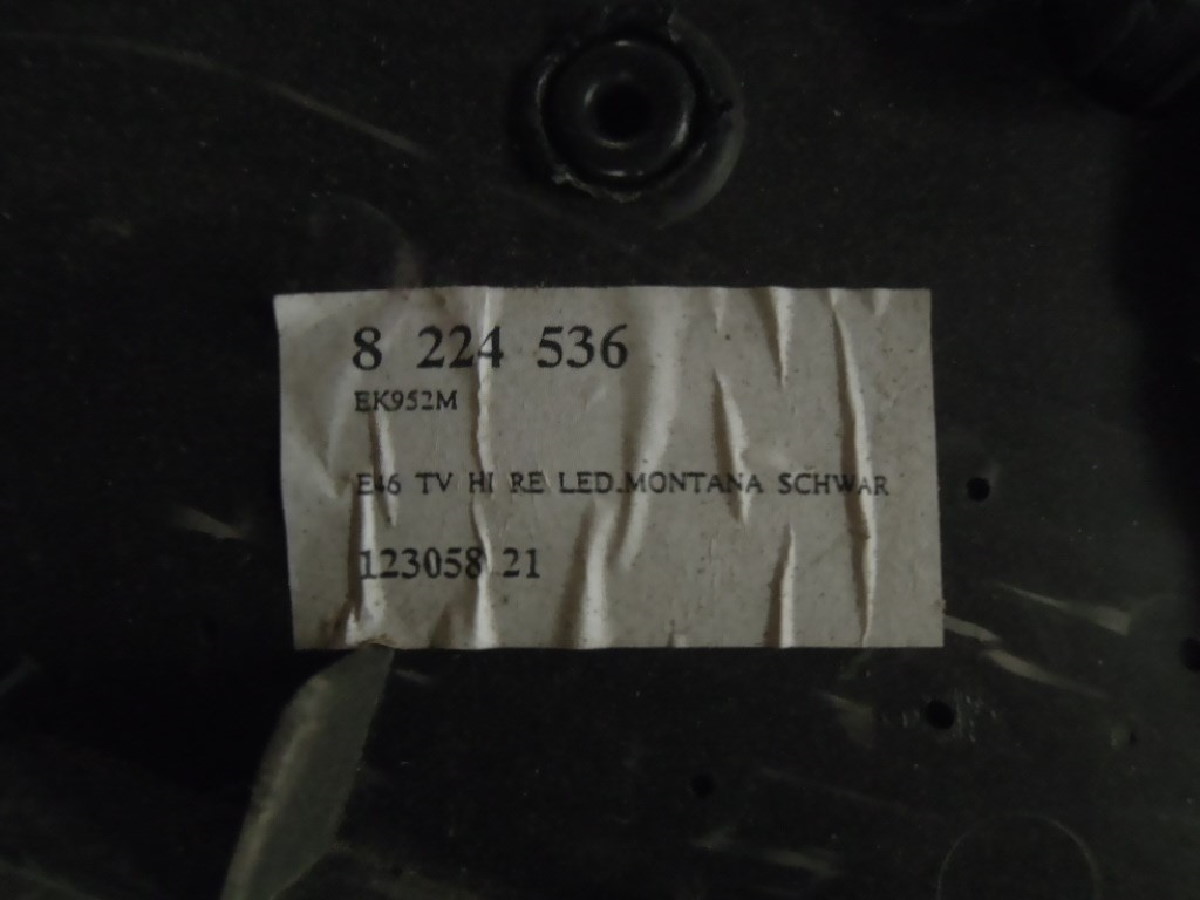 8 224 536
EK952M
E46 TV HI RE LED.MONTANA SCHWAR
123058 21